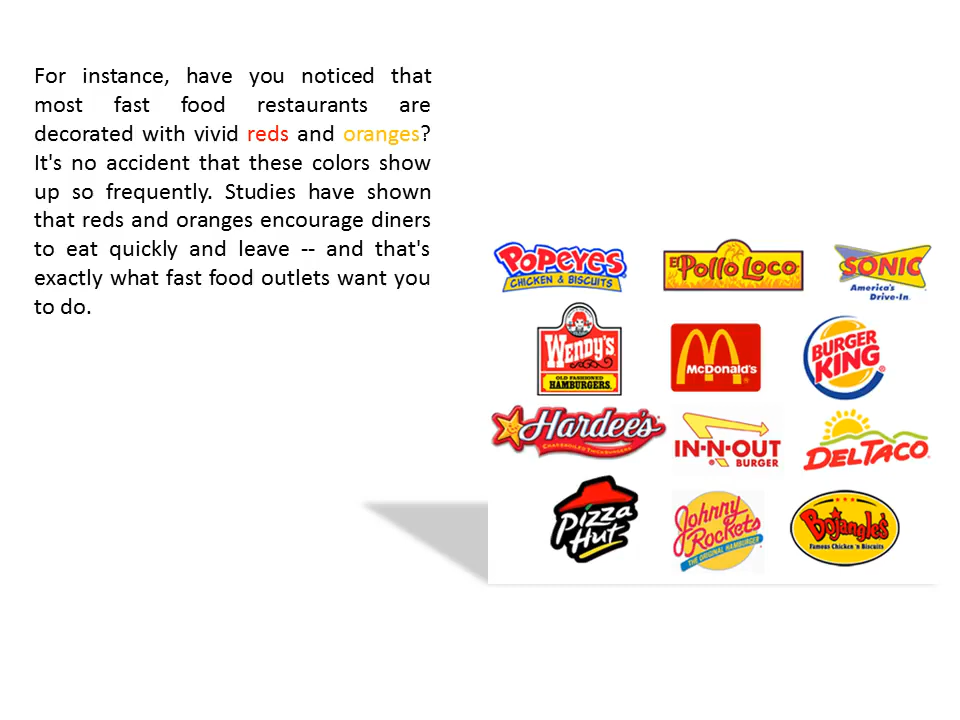 For instance, have you noticed that
most fast food restaurants are
decorated with vivid reds and oranges?
It's no accident that these colors show
up so frequently. Studies have shown
that reds and oranges encourage diners
to eat quickly and leave -- and that's
exactly what fast food outlets want you
to do.
POPEYES
CHICKEN & BISCUITS
El Pollo Loco
SONIC
America's
Drive-In
WENDY'S
OLD FASHIONED
HAMBURGERS
McDonald's
BURGER
KING
Hardee's
CHARBROILED THICKBURGERS
IN-N-OUT
BURGER
DEL TACO
Pizza
Hut
Johnny
Rockets
THE ORIGINAL HAMBURGER
Bojangles'
Famous Chicken 'n Biscuits